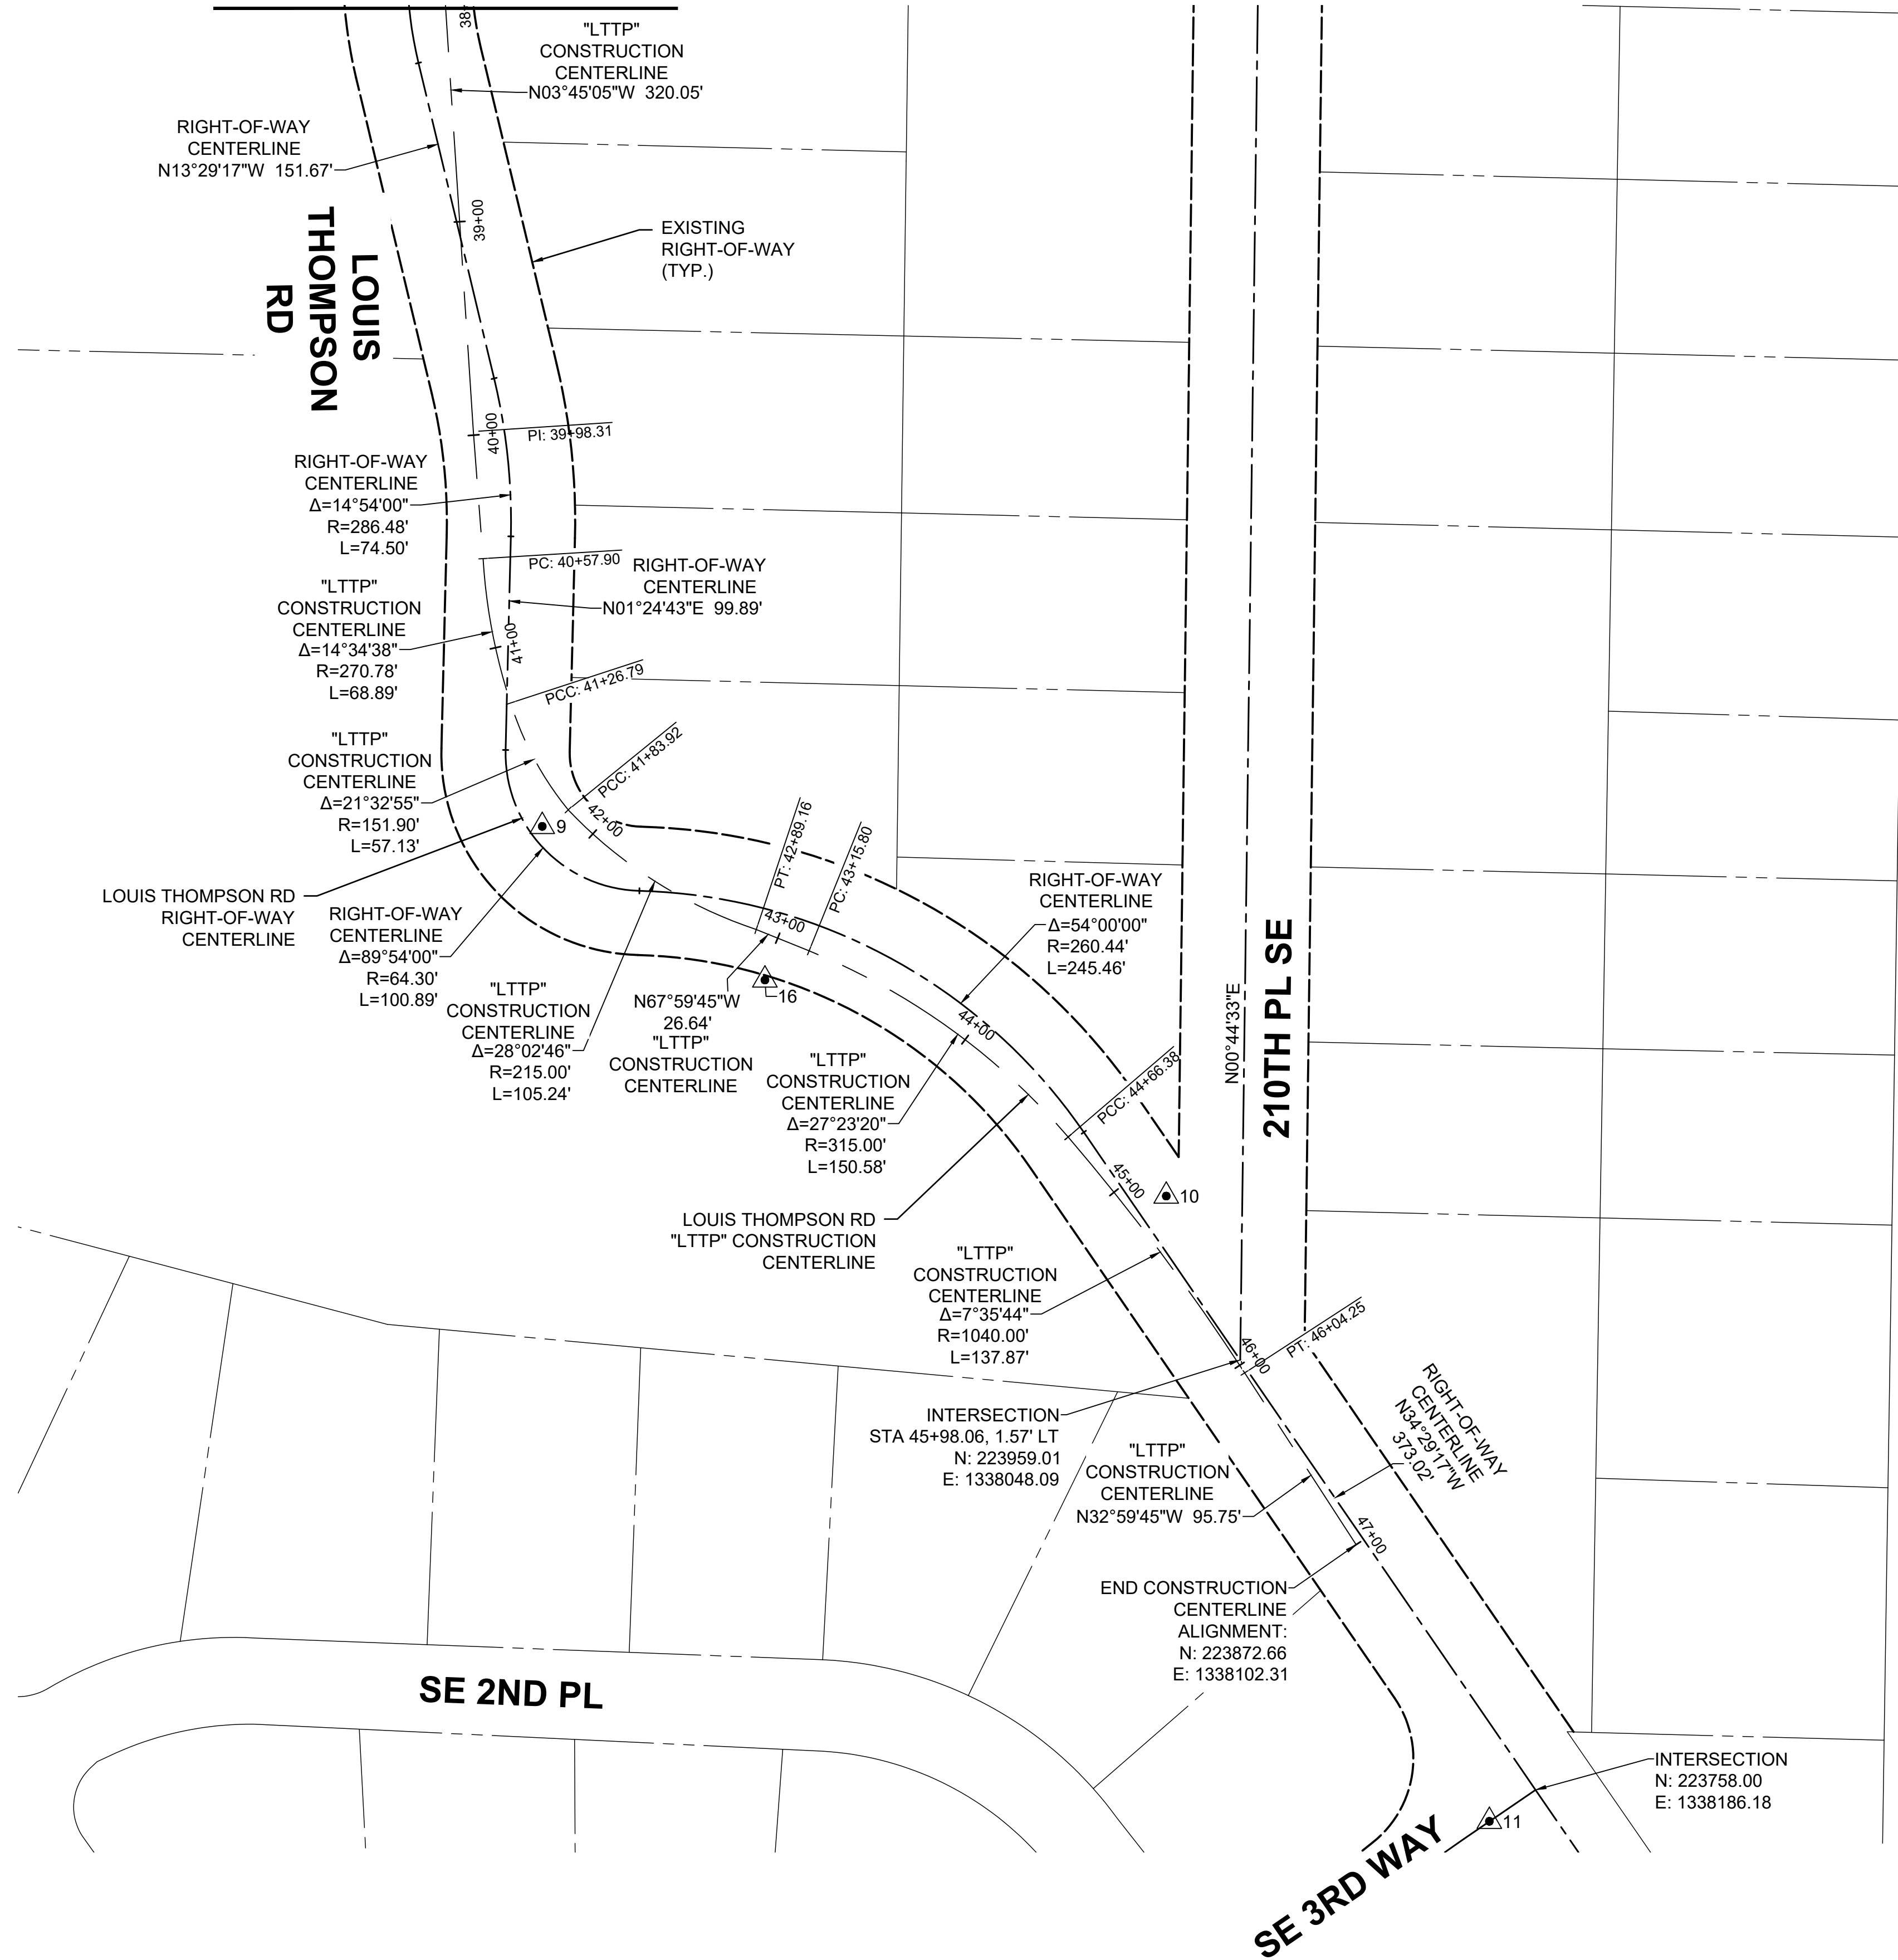 38+
"LTTP"
CONSTRUCTION
CENTERLINE
N03°45'05"W 320.05'
RIGHT-OF-WAY
CENTERLINE
N13°29'17"W 151.67'
39+00
EXISTING
RIGHT-OF-WAY
(TYP.)
LOUIS
THOMPSON
RD
40+00
PI: 39+98.31
RIGHT-OF-WAY
CENTERLINE
Δ=14°54'00"
R=286.48'
L=74.50'
PC: 40+57.90
RIGHT-OF-WAY
CENTERLINE
N01°24'43"E 99.89'
"LTTP"
CONSTRUCTION
CENTERLINE
Δ=14°34'38"
R=270.78'
L=68.89'
41+00
PCC: 41+26.79
"LTTP"
CONSTRUCTION
CENTERLINE
Δ=21°32'55"
R=151.90'
L=57.13'
PCC: 41+83.92
9
42+00
PT: 42+89.16
PC: 43+15.80
LOUIS THOMPSON RD
RIGHT-OF-WAY
CENTERLINE
RIGHT-OF-WAY
CENTERLINE
Δ=89°54'00"
R=64.30'
L=100.89'
43+00
RIGHT-OF-WAY
CENTERLINE
Δ=54°00'00"
R=260.44'
L=245.46'
"LTTP"
CONSTRUCTION
CENTERLINE
Δ=28°02'46"
R=215.00'
L=105.24'
16
N67°59'45"W
26.64'
"LTTP"
CONSTRUCTION
CENTERLINE
44+00
"LTTP"
CONSTRUCTION
CENTERLINE
Δ=27°23'20"
R=315.00'
L=150.58'
N0°44'33"E
210TH PL SE
PCC: 44+66.38
45+00
10
LOUIS THOMPSON RD
"LTTP" CONSTRUCTION
CENTERLINE
"LTTP"
CONSTRUCTION
CENTERLINE
Δ=7°35'44"
R=1040.00'
L=137.87'
46+00
PT: 46+04.25
INTERSECTION
STA 45+98.06, 1.57' LT
N: 223959.01
E: 1338048.09
RIGHT-OF-WAY
CENTERLINE
N34°29'17"W
373.02'
"LTTP"
CONSTRUCTION
CENTERLINE
N32°59'45"W 95.75'
47+00
END CONSTRUCTION
CENTERLINE
ALIGNMENT:
N: 223872.66
E: 1338102.31
SE 2ND PL
INTERSECTION
N: 223758.00
E: 1338186.18
11
SE 3RD WAY